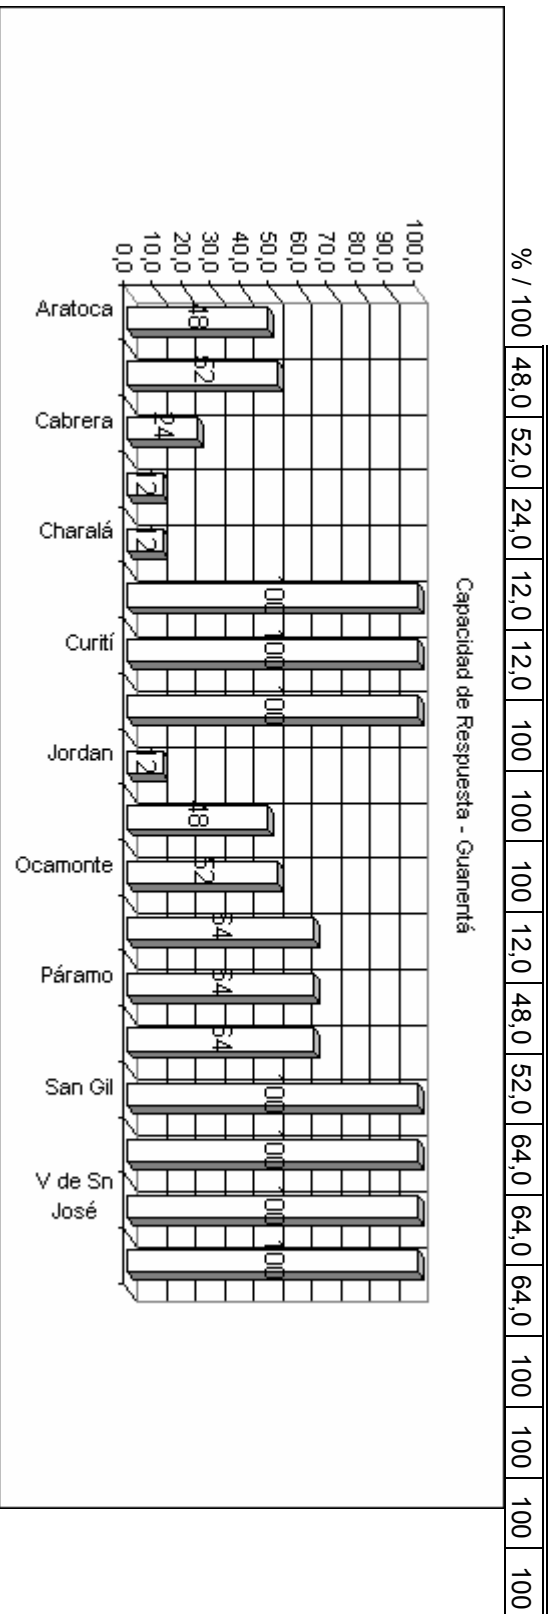 % / 100 48,0 52,0 24,0 12,0 12,0 100 100 100 12,0 48,0 52,0 64,0 64,0 64,0 100 100 100 100
Capacidad de Respuesta - Guanentá
100,0
90,0
80,0
70,0
60,0
50,0
40,0
30,0
20,0
10,0
0,0
48 52 24 12 12 100 100 100 12 48 52 64 64 64 100 100 100 100
Aratoca Cabrera Charalá Curití Jordan Ocamonte Páramo San Gil V de Sn
José